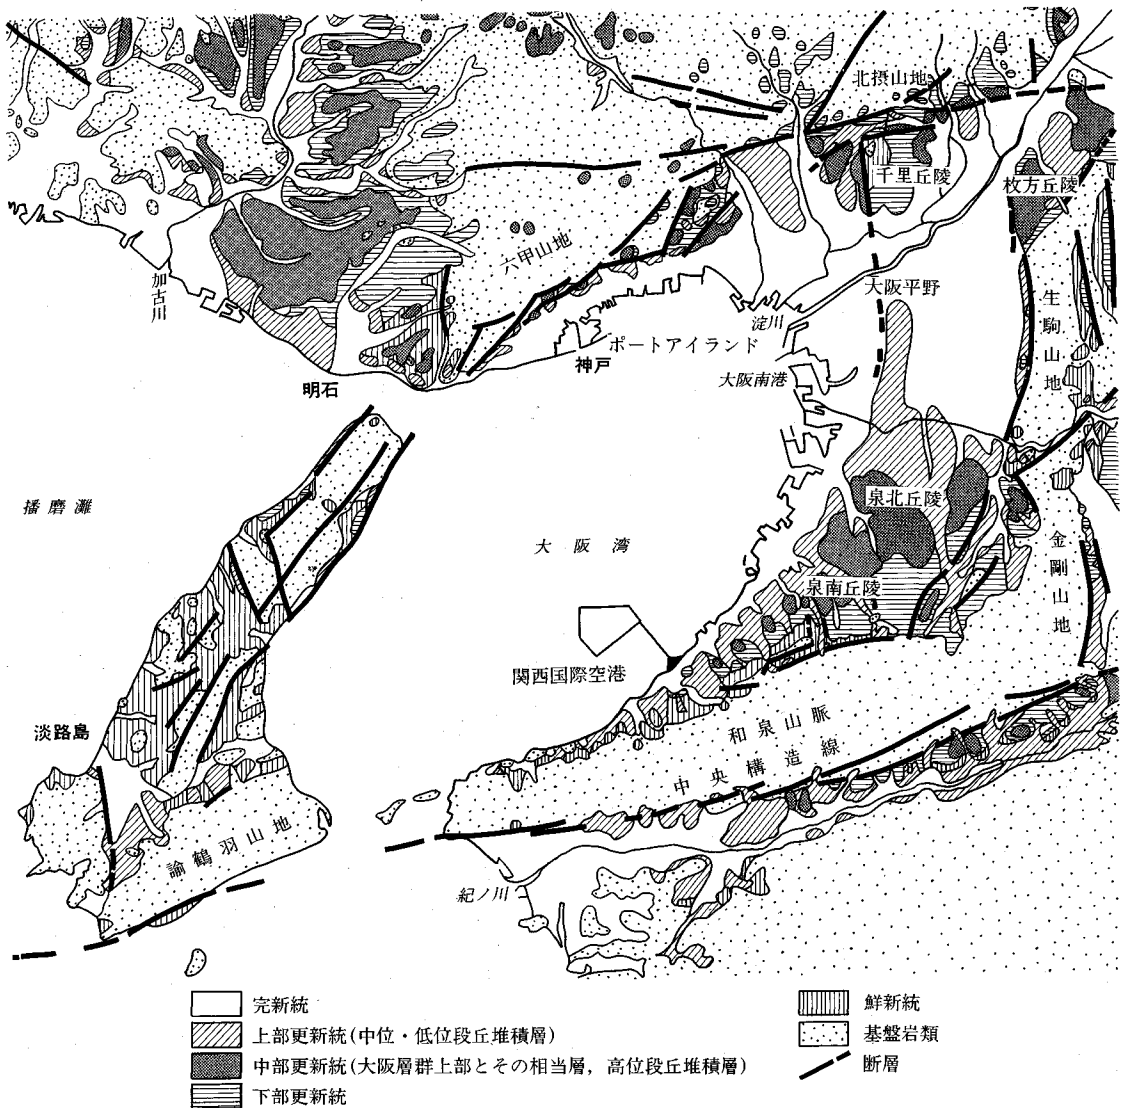 北摂山地
千里丘陵
枚方丘陵
六甲山地
加古川
大阪平野
淀川
生駒山地
ポートアイランド
神戸
大阪南港
明石
播磨灘
泉北丘陵
大阪湾
金剛山地
泉南丘陵
関西国際空港
和泉山脈
淡路島
中央構造線
諭鶴羽山地
紀ノ川
完新統
上部更新統(中位・低位段丘堆積層)
中部更新統(大阪層群上部とその相当層,高位段丘堆積層)
下部更新統
鮮新統
基盤岩類
断層